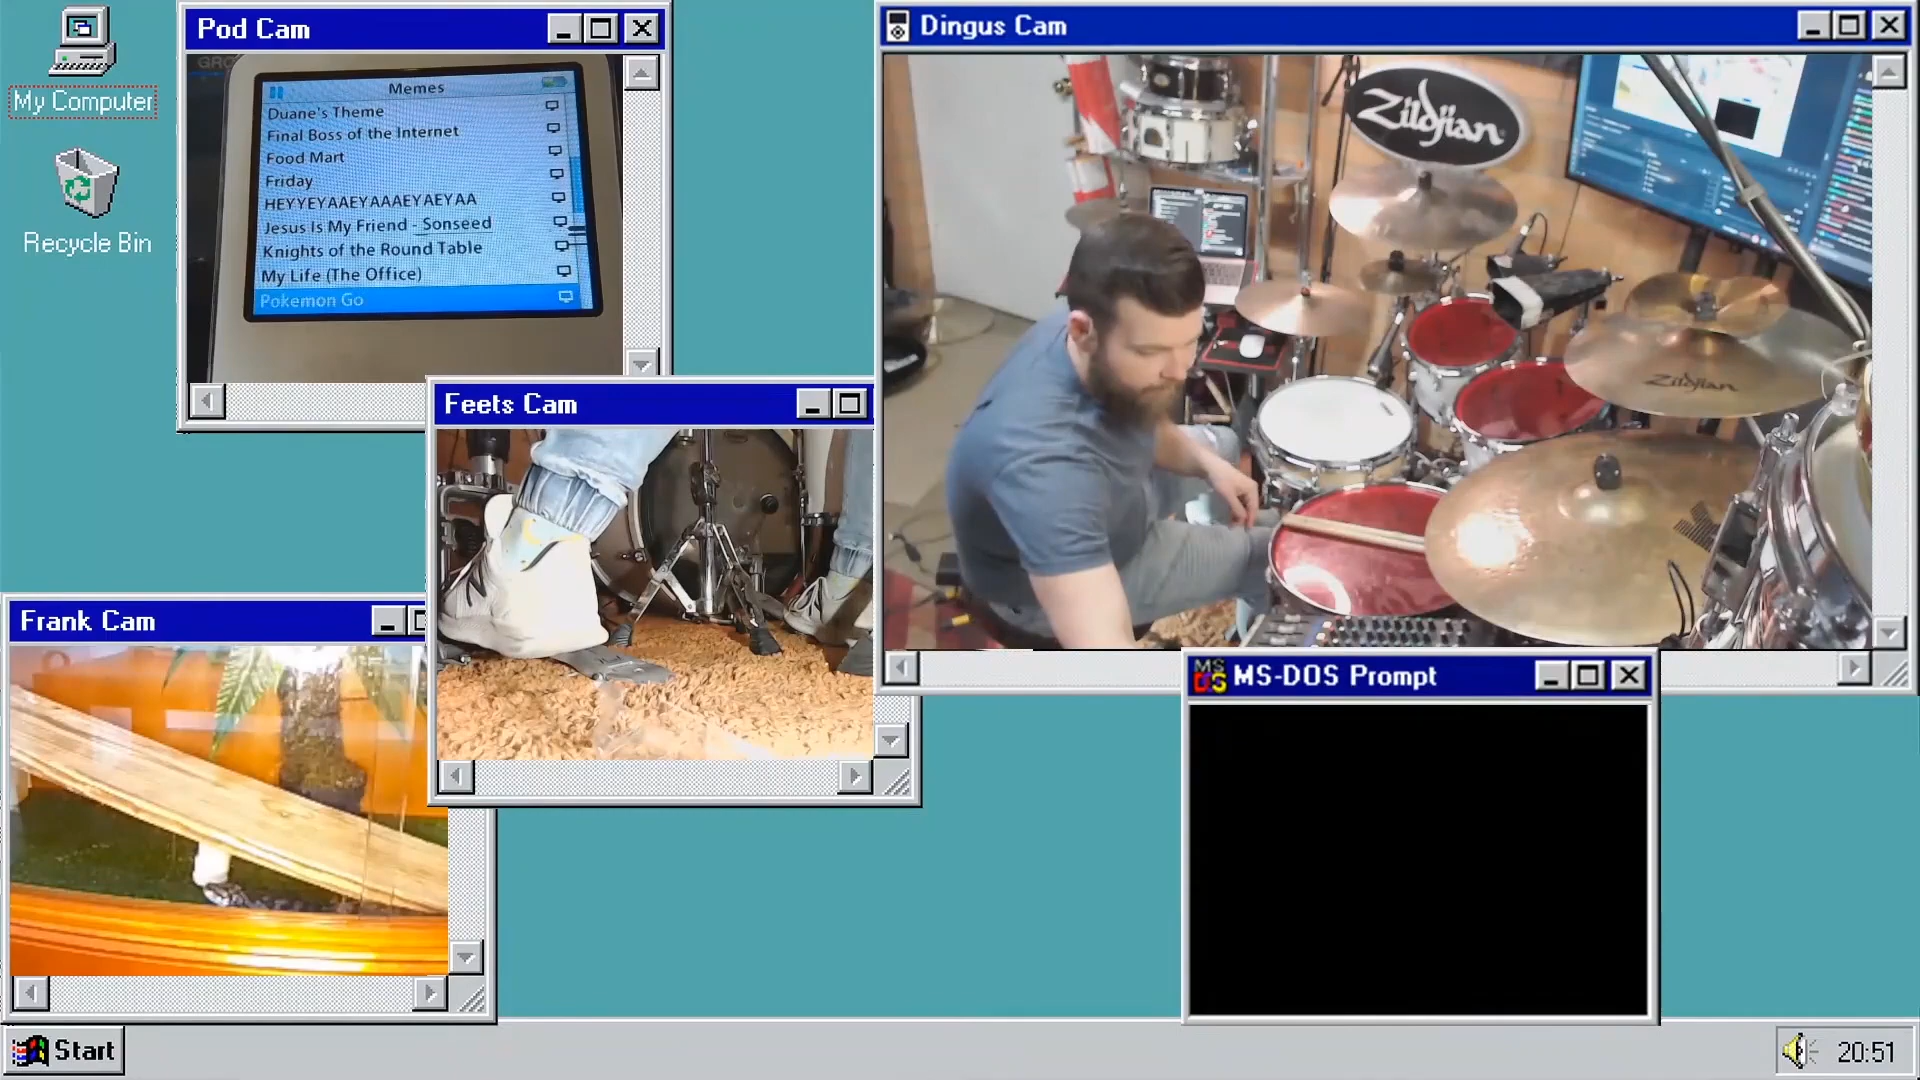 My Computer
Recycle Bin
Pod Cam
Memes
Duane's Theme
Final Boss of the Internet
Food Mart
Friday
HEYYEYAAEYAAAEYAEYAA
Jesus Is My Friend - Sonseed
Knights of the Round Table
My Life (The Office)
Pokemon Go
Dingus Cam
Zildjian
Zildjian
Feets Cam
Frank Cam
MS-DOS Prompt
Start
20:51